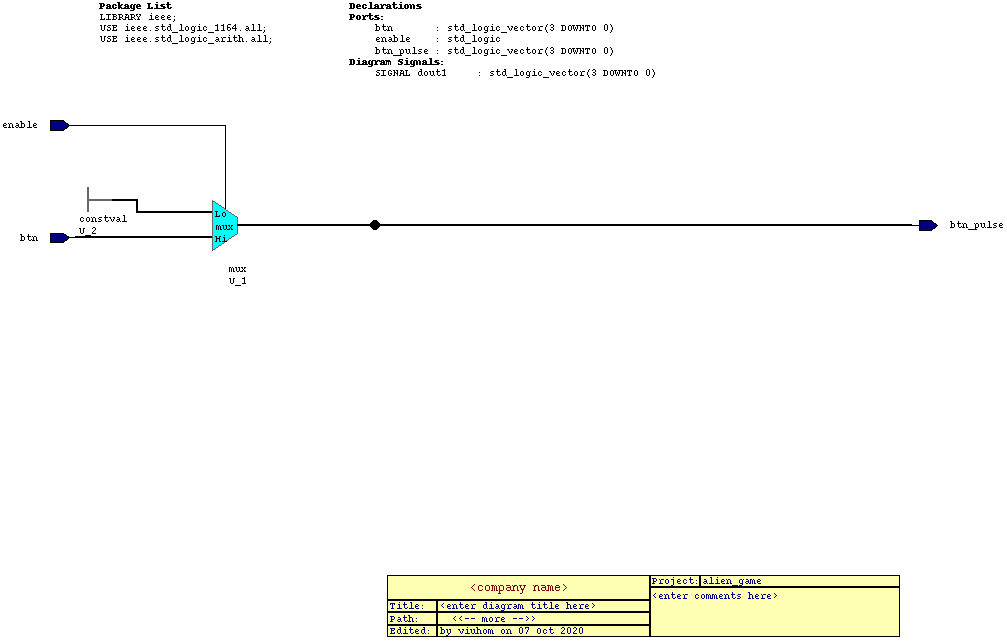 Package List
LIBRARY ieee;
USE ieee.std_logic_1164.all;
USE ieee.std_logic_arith.all;
Declarations
Ports:
btn : std_logic_vector(3 DOWNTO 0)
enable : std_logic
btn_pulse : std_logic_vector(3 DOWNTO 0)
Diagram Signals:
SIGNAL dout1 : std_logic_vector(3 DOWNTO 0)
enable
constval
U_2
btn
Lo
mux
Hi
mux
U_1
btn_pulse
<company name>
Title: <enter diagram title here>
Path: <<-- more -->>
Edited: by viuhom on 07 Oct 2020
Project: alien_game
<enter comments here>